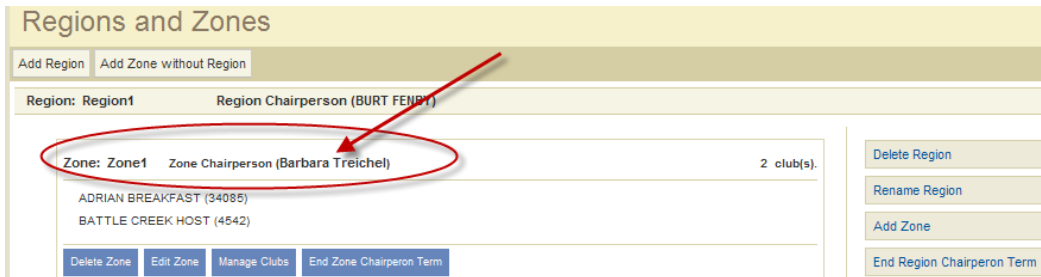 Regions and Zones
Add Region Add Zone without Region
Region: Region1 Region Chairperson (BURT FENBY)
Zone: Zone1 Zone Chairperson (Barbara Treichel) 2 club(s).
ADRIAN BREAKFAST (34085)
BATTLE CREEK HOST (4542)
Delete Zone Edit Zone Manage Clubs End Zone Chairperon Term
Delete Region
Rename Region
Add Zone
End Region Chairperon Term